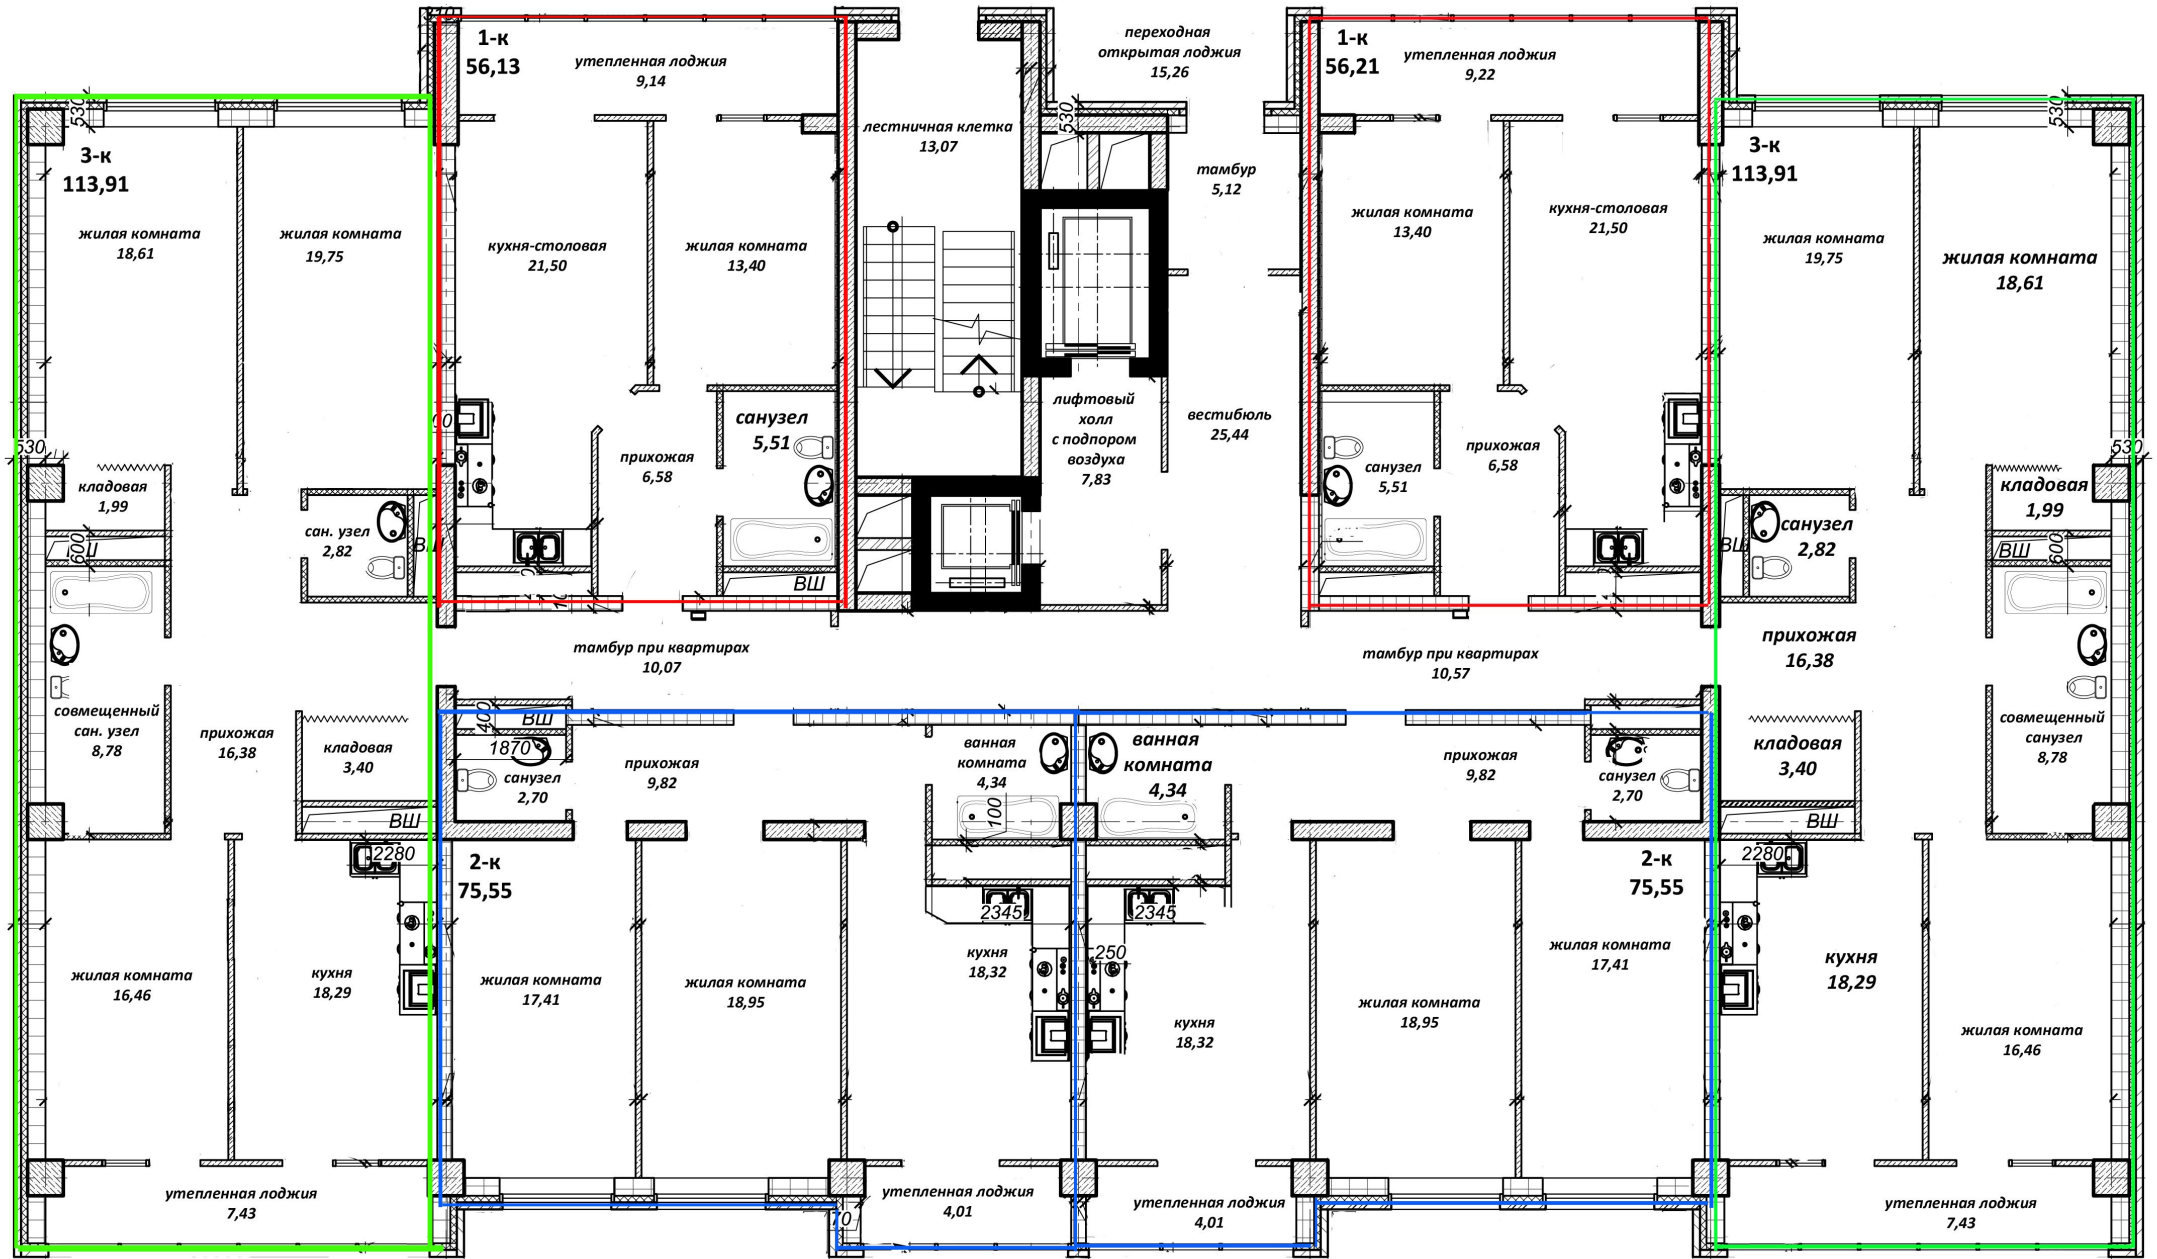 1-к
56,13
утепленная лоджия
9,14
переходная
открытая лоджия
15,26
1-к
56,21
утепленная лоджия
9,22
530
3-к
113,91
лестничная клетка
13,07
530
тамбур
5,12
530
3-к
113,91
жилая комната
18,61
жилая комната
19,75
кухня-столовая
21,50
жилая комната
13,40
жилая комната
13,40
кухня-столовая
21,50
жилая комната
19,75
жилая комната
18,61
530
кладовая
1,99
600
ВШ
сан. узел
2,82
ВШ
прихожая
6,58
санузел
5,51
ВШ
лифтовый
холл
с подпором
воздуха
7,83
вестибюль
25,44
санузел
5,51
прихожая
6,58
ВШ
санузел
2,82
530
кладовая
1,99
ВШ
600
тамбур при квартирах
10,07
тамбур при квартирах
10,57
прихожая
16,38
совмещенный
сан. узел
8,78
прихожая
16,38
кладовая
3,40
ВШ
400
ВШ
1870
санузел
2,70
прихожая
9,82
ванная
комната
4,34
100
ванная
комната
4,34
прихожая
9,82
санузел
2,70
кладовая
3,40
ВШ
совмещенный
санузел
8,78
2280
2-к
75,55
2345
2345
2-к
75,55
2280
жилая комната
16,46
кухня
18,29
жилая комната
17,41
жилая комната
18,95
кухня
18,32
250
кухня
18,32
жилая комната
18,95
жилая комната
17,41
кухня
18,29
жилая комната
16,46
утепленная лоджия
7,43
70
утепленная лоджия
4,01
утепленная лоджия
4,01
утепленная лоджия
7,43